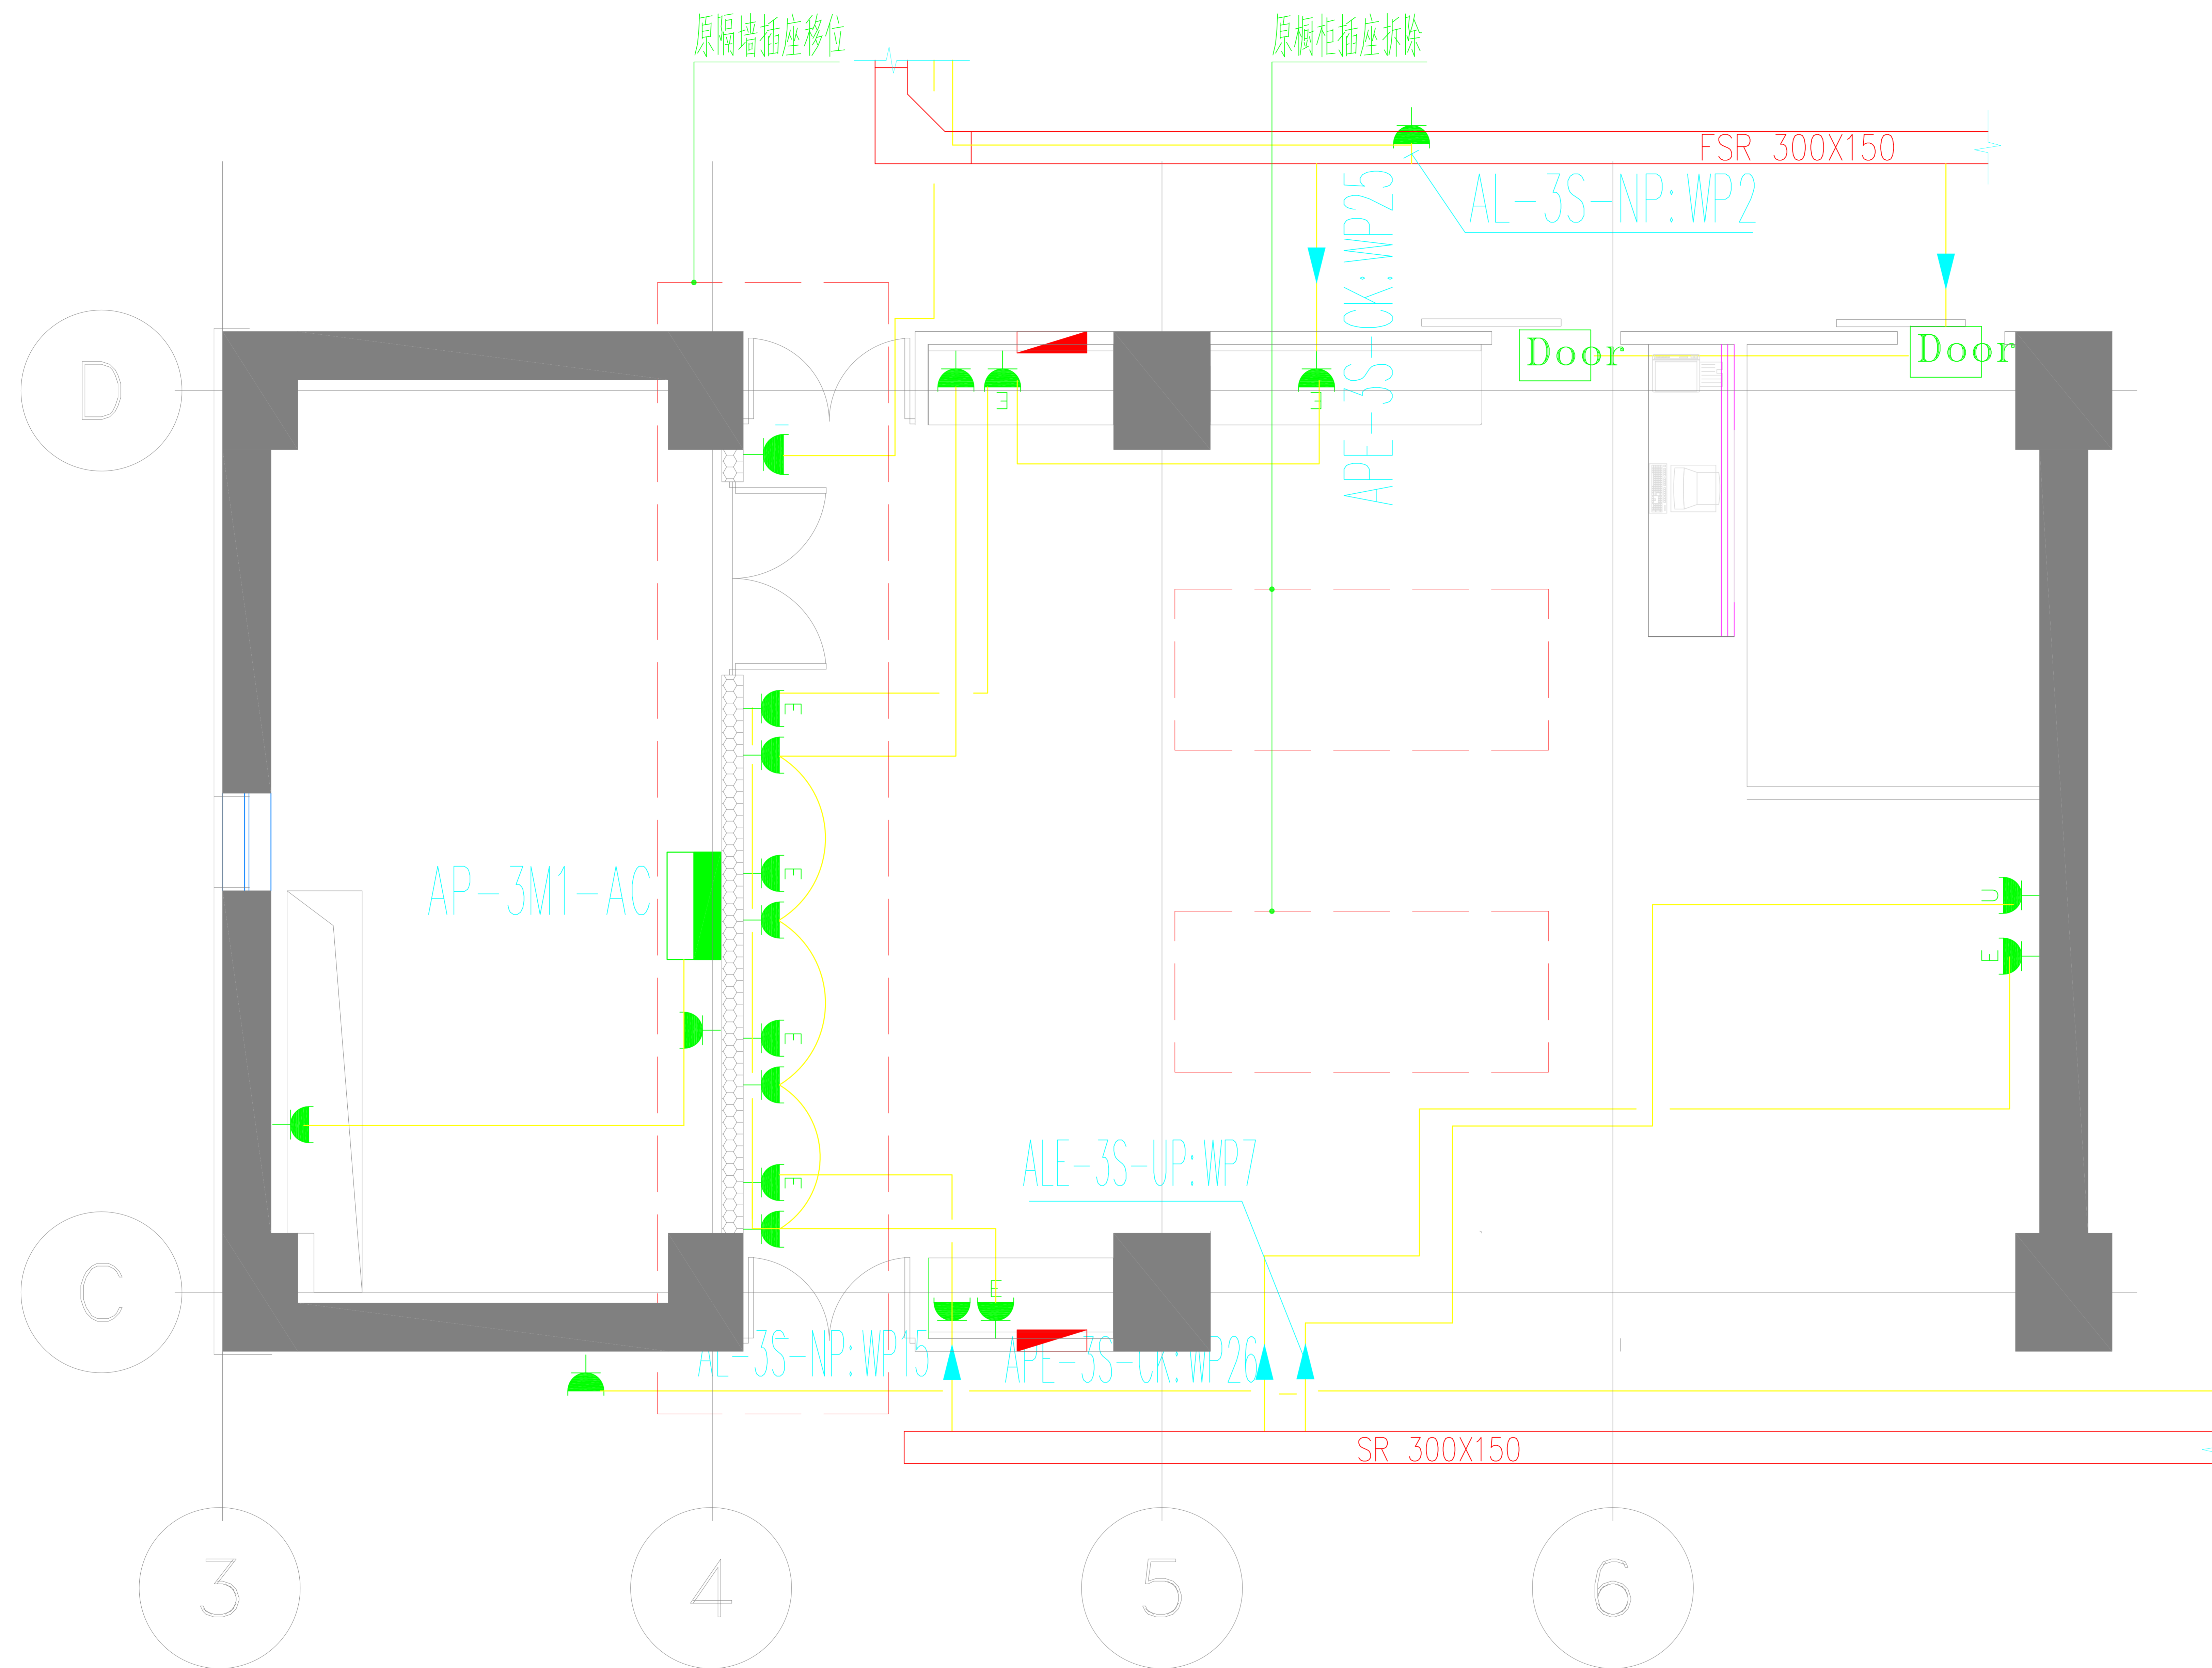 原隔墙插座移位
原橱柜插座拆除
FSR 300X150
AL-3S-NP:WP2
APE-3S-CK:WP25
Door
Door
D
E
E
E
E
AP-3M1-AC
U
E
E
E
ALE-3S-UP:WP7
E
C
AL-3S-NP:WP15
APE-3S-CK:WP26
SR 300X150
3
4
5
6